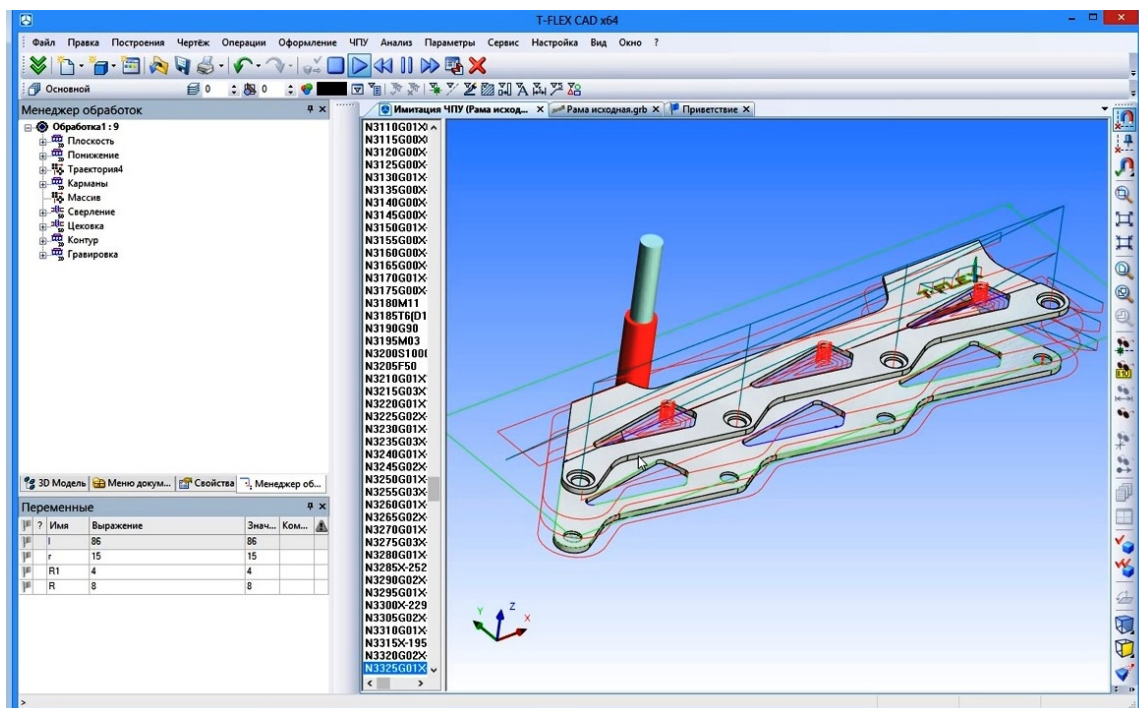 T-FLEX CAD x64
Файл Правка Построения Чертёж Операции Оформление ЧПУ Анализ Параметры Сервис Настройка Вид Окно ?
Основной 0 0
Менеджер обработок
Имитация ЧПУ (Рама исход... Рама исходная.grb Приветствие
Обработка1 : 9
Плоскость
Понижение
Траектория4
Карманы
Массив
Сверление
Цековка
Контур
Гравировка
N3110G01X
N3115G00X
N3120G00X
N3125G00X
N3130G01X
N3135G00X
N3140G00X
N3145G00X
N3150G01X
N3155G00X
N3160G00X
N3165G00X
N3170G01X
N3175G00X
N3180M11
N3185T6(D1
N3190G90
N3195M03
N3200S100
N3205F50
N3210G01X
N3215G03X
N3220G01X
N3225G02X
N3230G01X
N3235G03X
N3240G01X
N3245G02X
N3250G01X
N3255G03X
N3260G01X
N3265G02X
N3270G01X
N3275G03X
N3280G01X
N3285X-252
N3290G02X
N3295G01X
N3300X-229
N3305G02X
N3310G01X
N3315X-195
N3320G02X
N3325G01X
T-FLEX
Z
Y
X
3D Модель Меню докум... Свойства Менеджер об...
Переменные
? Имя Выражение Знач... Ком...
l 86 86
r 15 15
R1 4 4
R 8 8
>